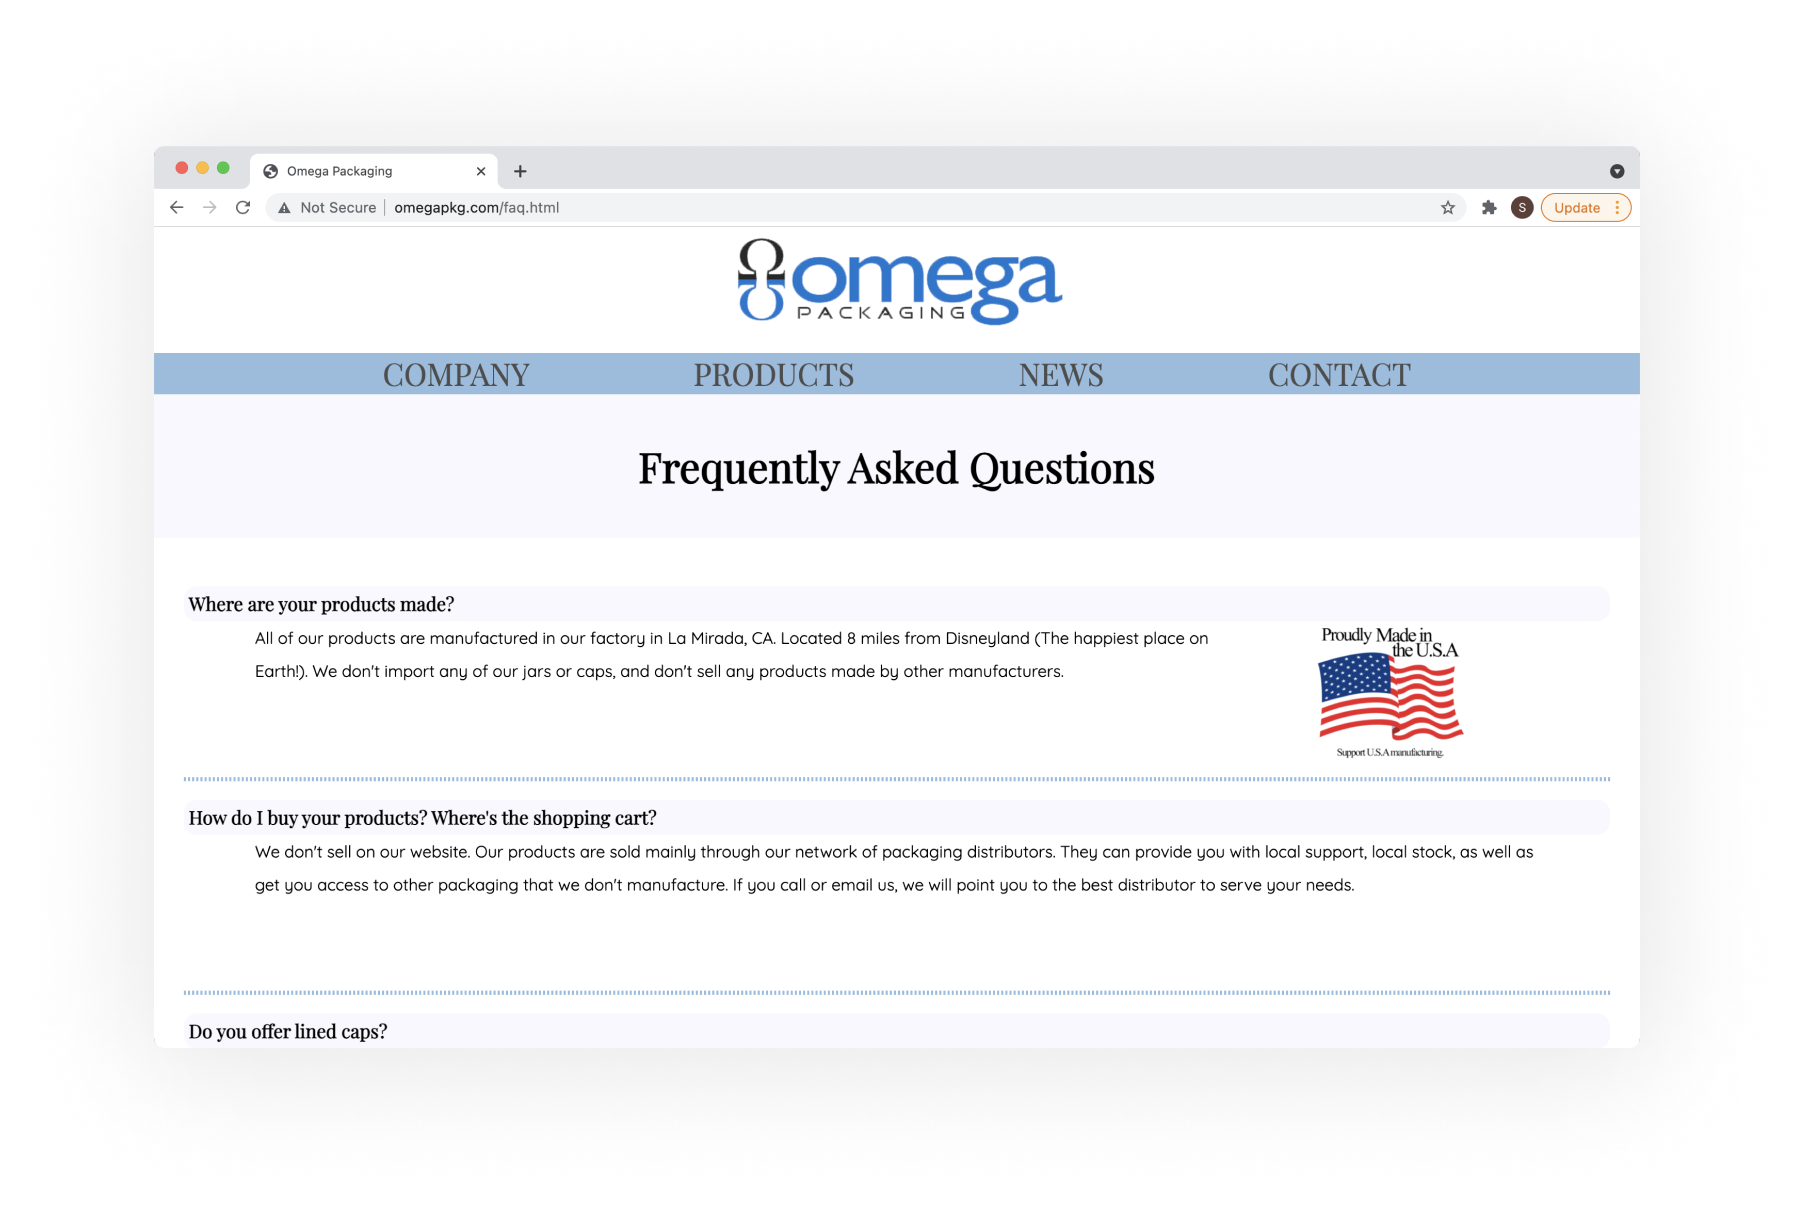 Omega Packaging
Not Secure
omegapkg.com/faq.html
S
Update
omega
PACKAGING
COMPANY
PRODUCTS
NEWS
CONTACT
Frequently Asked Questions
Where are your products made?
All of our products are manufactured in our factory in La Mirada, CA. Located 8 miles from Disneyland (The happiest place on
Earth!). We don't import any of our jars or caps, and don't sell any products made by other manufacturers.
Proudly Made in
the U.S.A
Support U.S.A manufacturing.
How do I buy your products? Where's the shopping cart?
We don't sell on our website. Our products are sold mainly through our network of packaging distributors. They can provide you with local support, local stock, as well as
get you access to other packaging that we don't manufacture. If you call or email us, we will point you to the best distributor to serve your needs.
Do you offer lined caps?